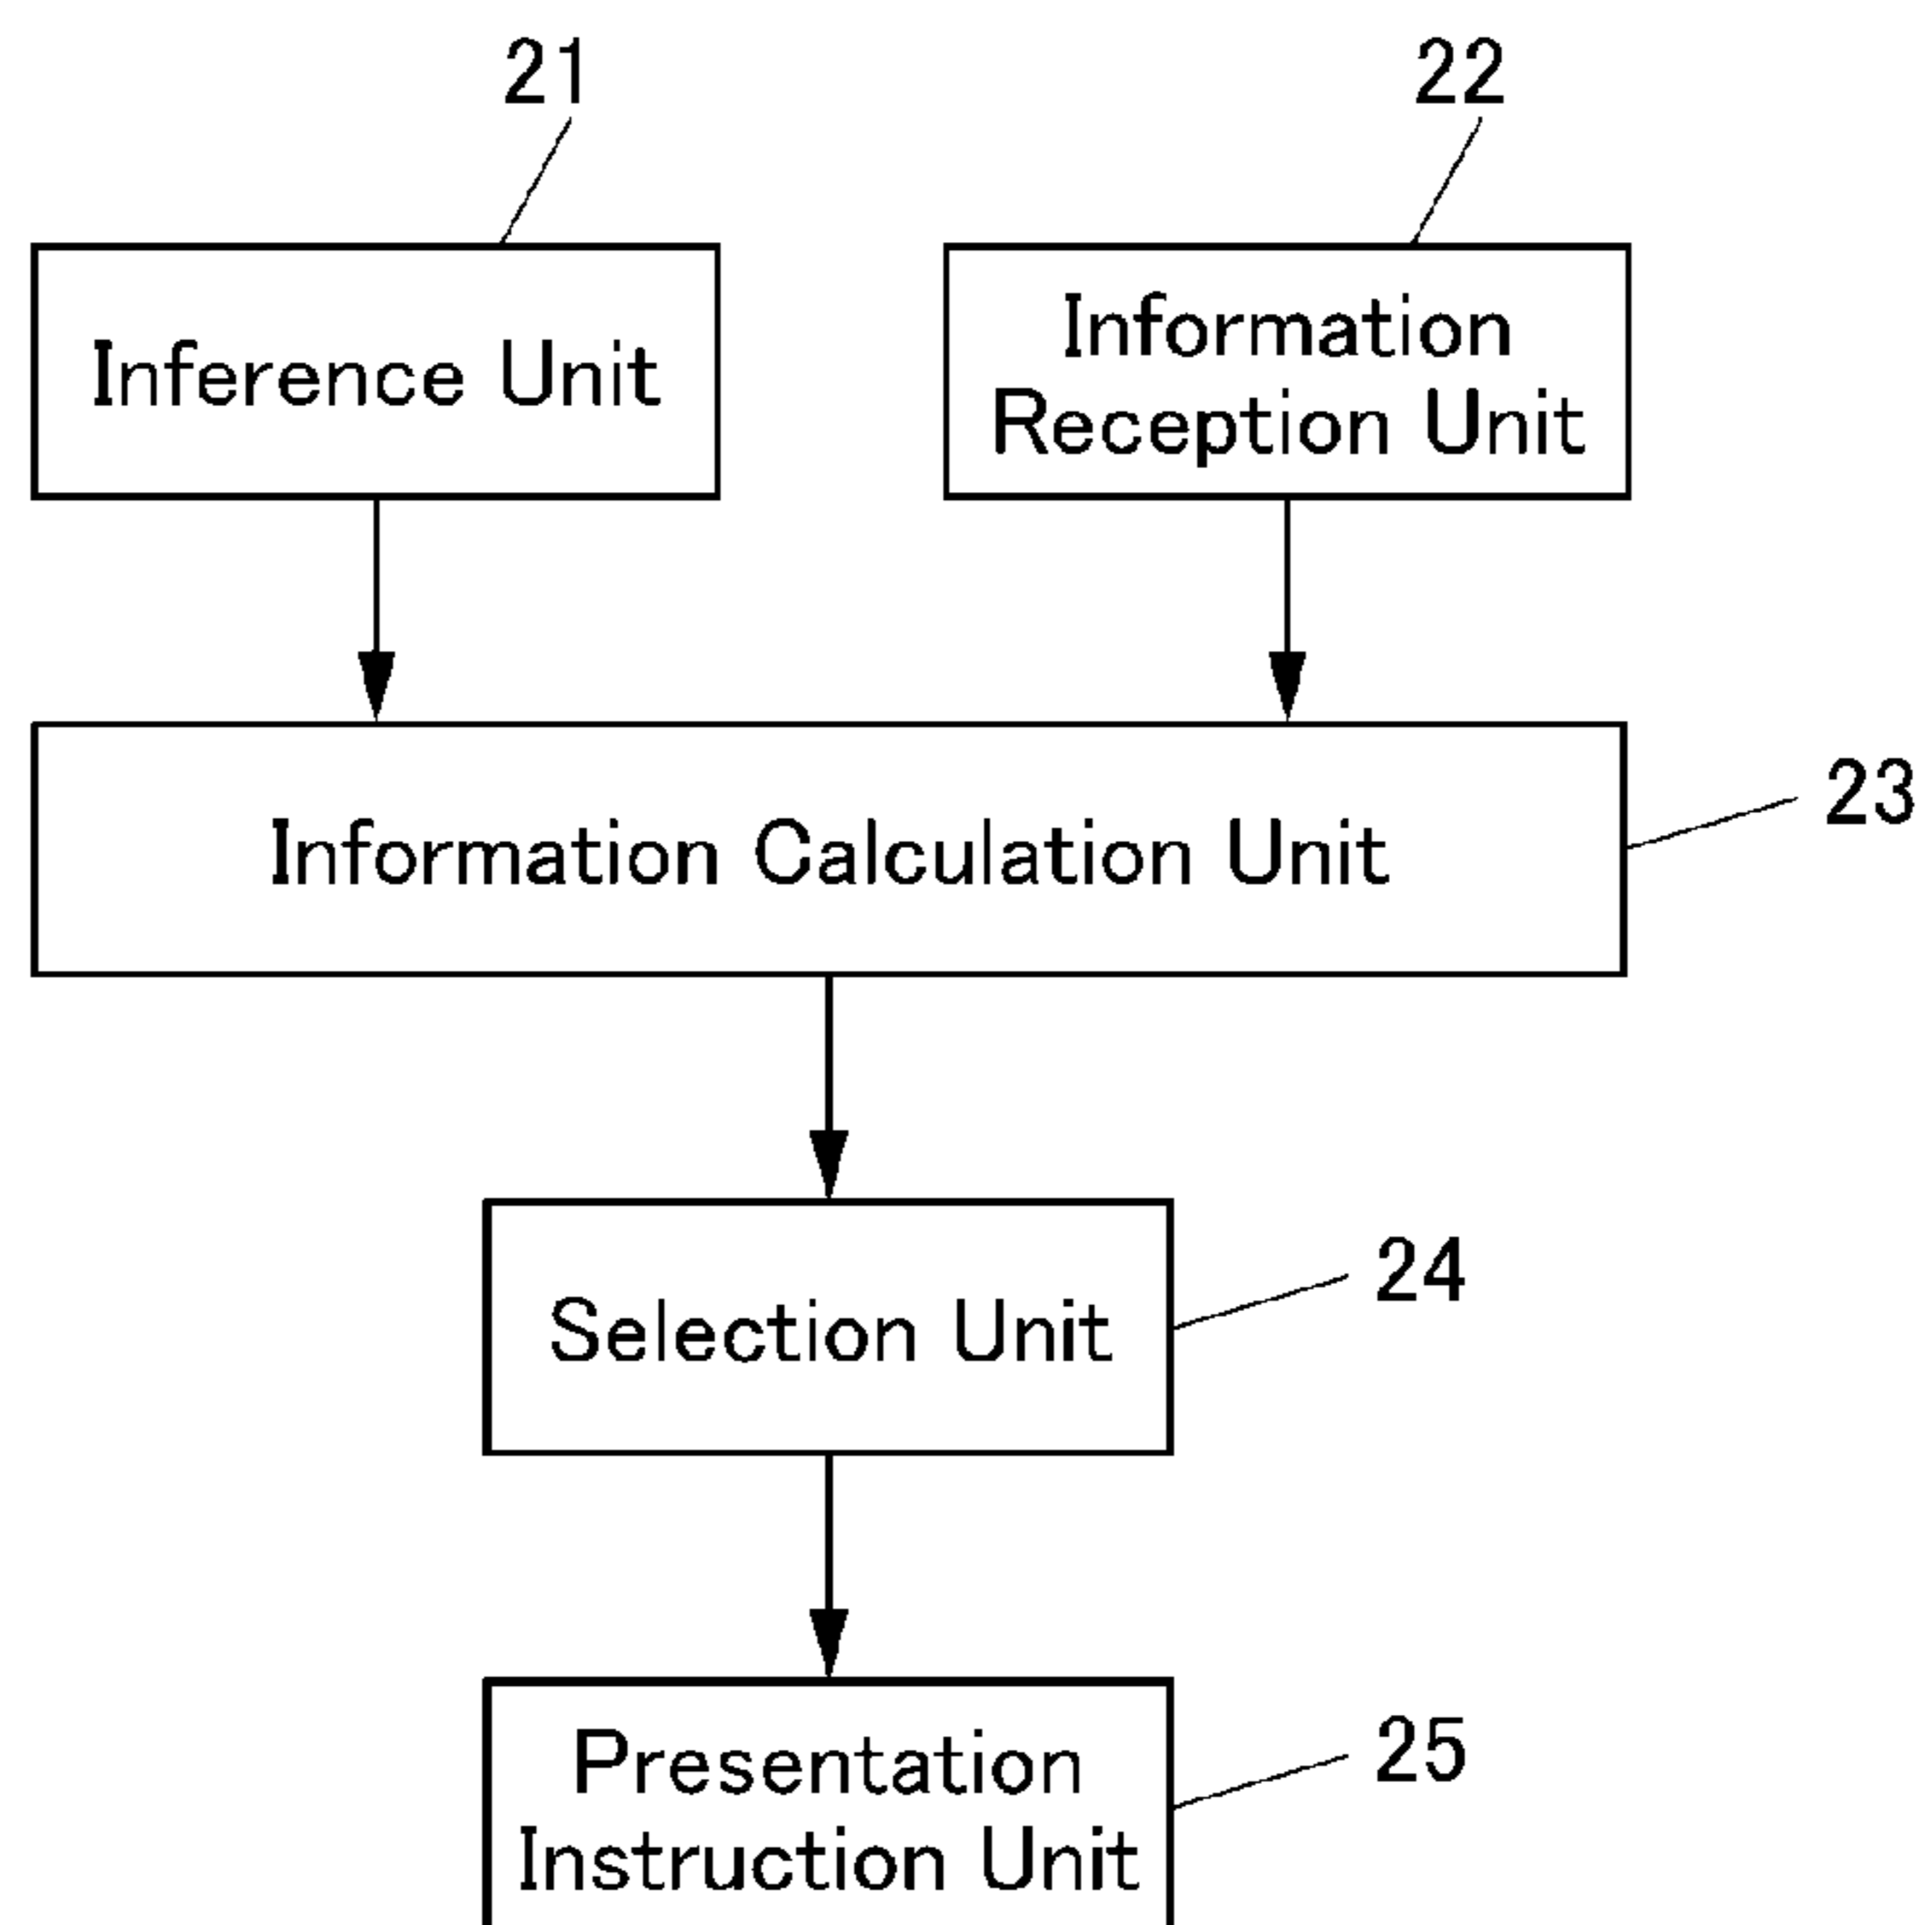 21
22
Inference Unit
Information
Reception Unit
23
Information Calculation Unit
24
Selection Unit
25
Presentation
Instruction Unit